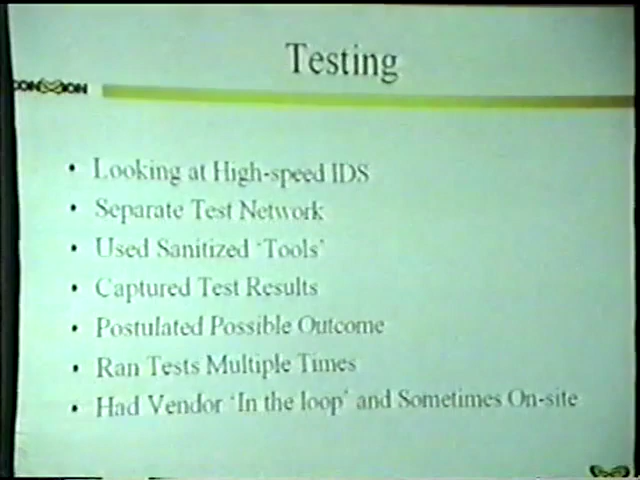 Testing
CONXION
• Looking at High-speed IDS
• Separate Test Network
• Used Sanitized ‘Tools’
• Captured Test Results
• Postulated Possible Outcome
• Ran Tests Multiple Times
• Had Vendor ‘In the loop’ and Sometimes On-site